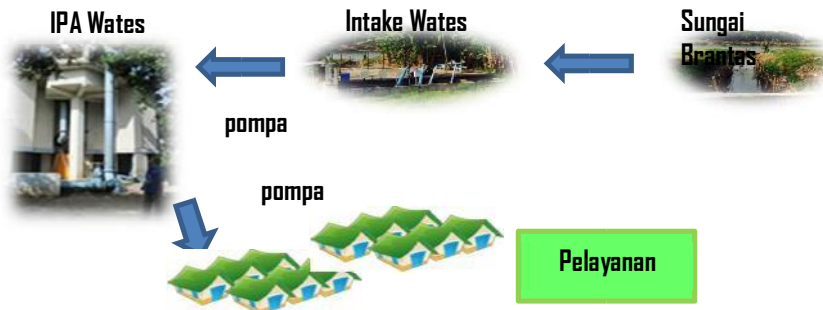 IPA Wates
Intake Wates
Sungai
Brantas
pompa
pompa
Pelayanan